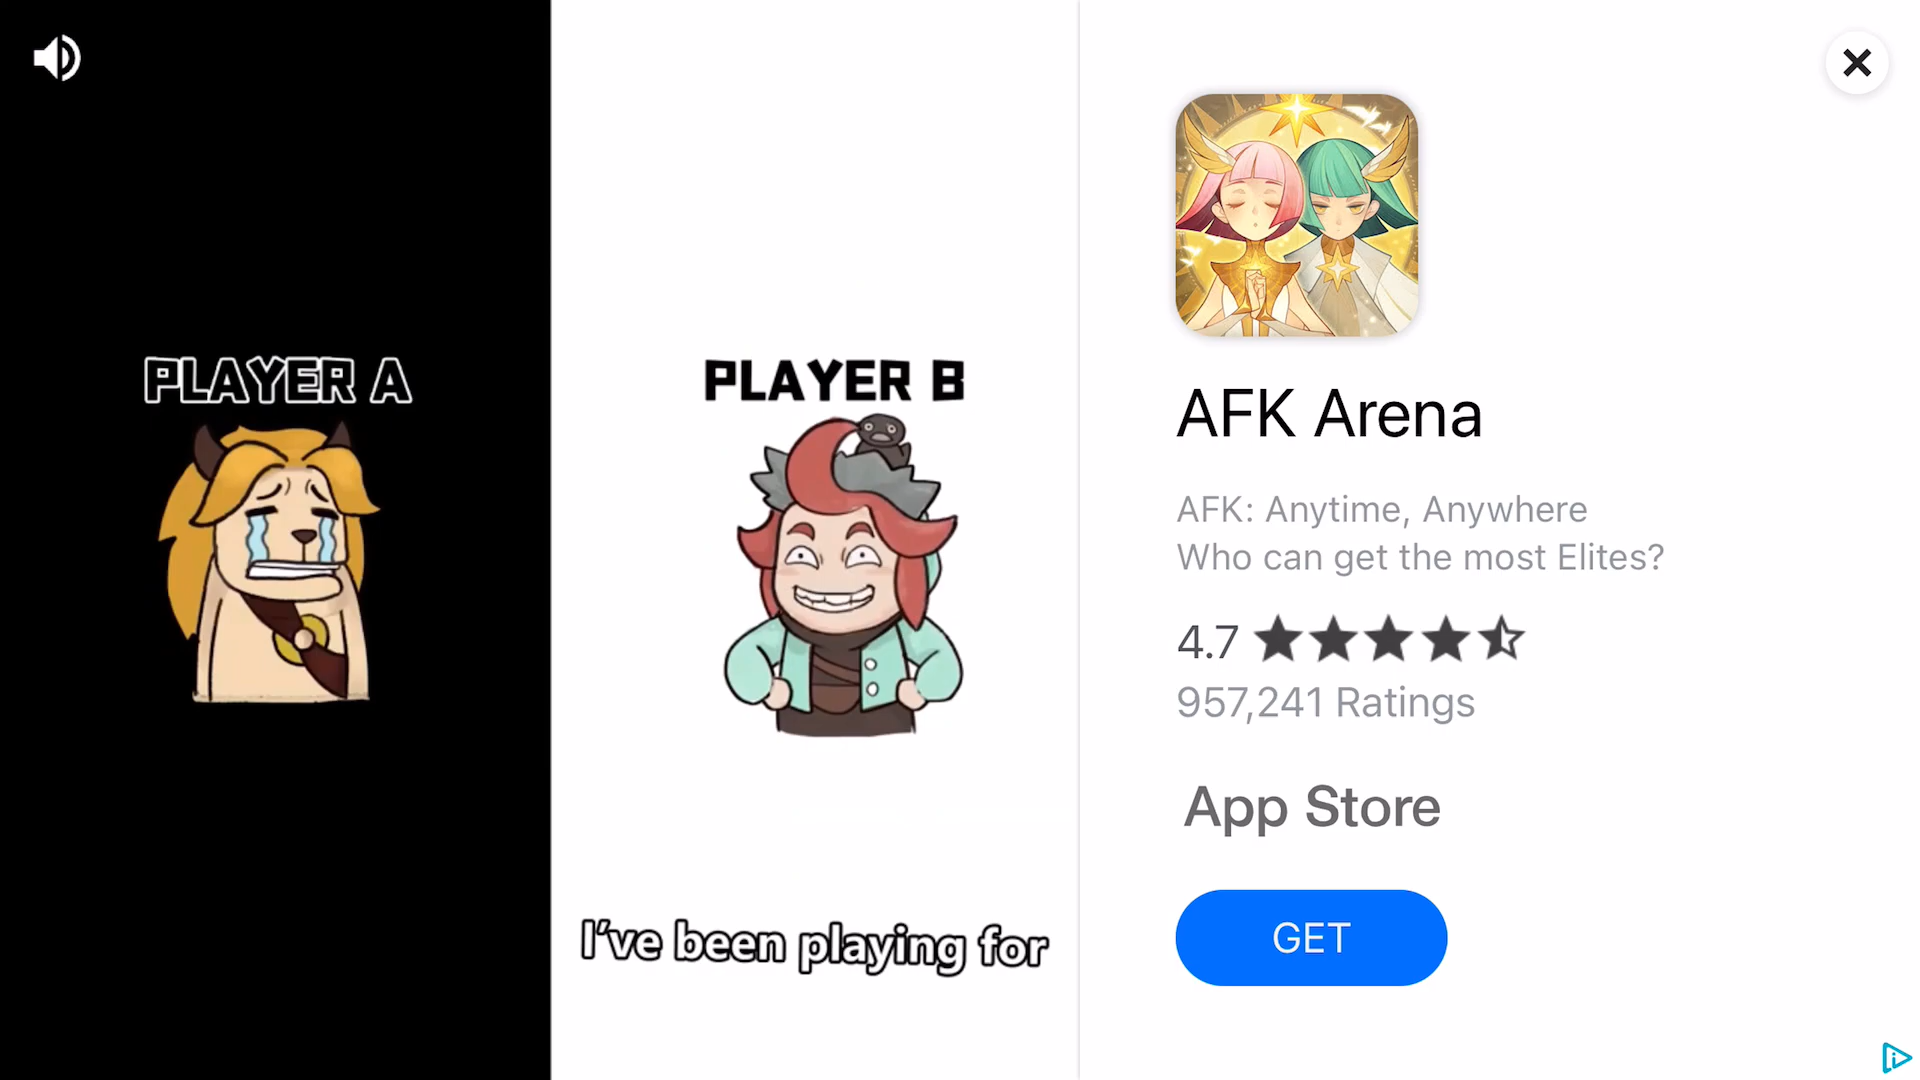 PLAYER A
PLAYER B
I've been playing for
AFK Arena
AFK: Anytime, Anywhere
Who can get the most Elites?
4.7
957,241 Ratings
App Store
GET